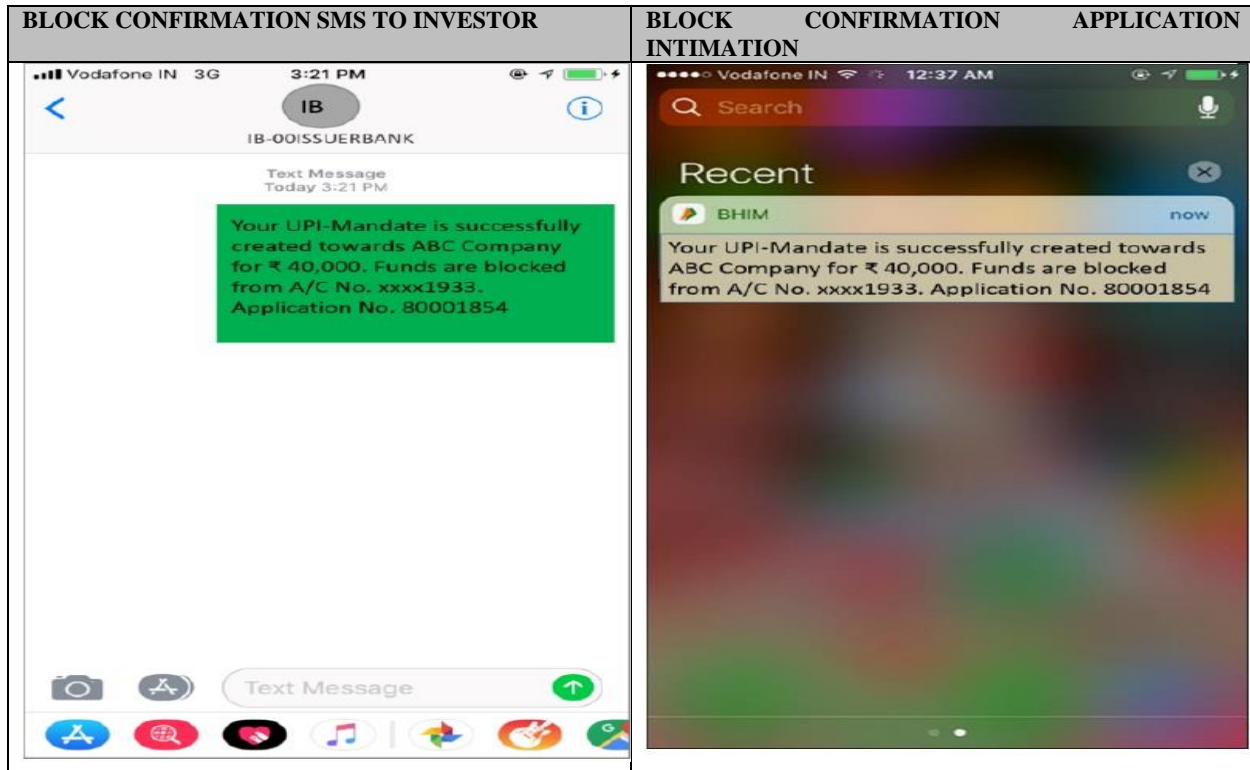 BLOCK CONFIRMATION SMS TO INVESTOR
BLOCK CONFIRMATION APPLICATION
INTIMATION
Vodafone IN 3G 3:21 PM
IB
IB-00ISSUERBANK
Text Message
Today 3:21 PM
Your UPI-Mandate is successfully
created towards ABC Company
for ₹ 40,000. Funds are blocked
from A/C No. xxxx1933.
Application No. 80001854
Text Message
Vodafone IN 12:37 AM
Search
Recent
BHIM now
Your UPI-Mandate is successfully created towards
ABC Company for ₹ 40,000. Funds are blocked
from A/C No. xxxx1933. Application No. 80001854